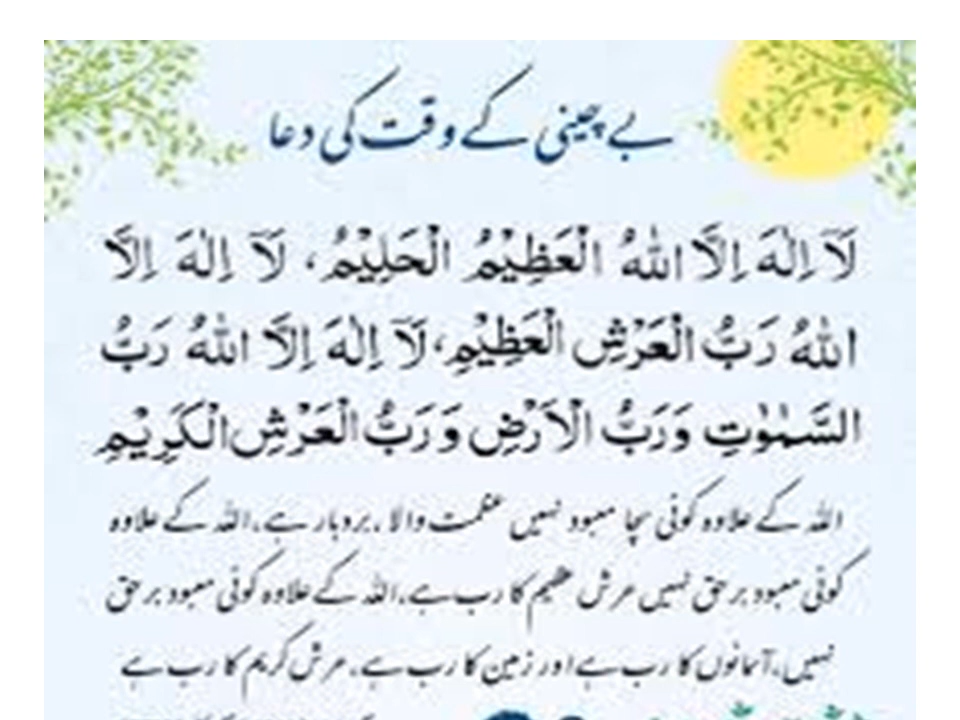 بے چینی کے وقت کی دعا
لَآ اِلٰهَ اِلَّا اللهُ الْعَظِيْمُ الْحَلِيْمُ، لَآ اِلٰهَ اِلَّا
اللهُ رَبُّ الْعَرْشِ الْعَظِيْمِ، لَآ اِلٰهَ اِلَّا اللهُ رَبُّ
السَّمٰوٰتِ وَرَبُّ الْاَرْضِ وَرَبُّ الْعَرْشِ الْكَرِيْمِ
اللہ کے علاوہ کوئی سچا معبود نہیں عظمت والا، بردبار ہے، اللہ کے علاوہ
کوئی معبود برحق نہیں عرش عظیم کا رب ہے، اللہ کے علاوہ کوئی معبود برحق
نہیں، آسمانوں کا رب ہے اور زمین کا رب ہے، عرش کریم کا رب ہے